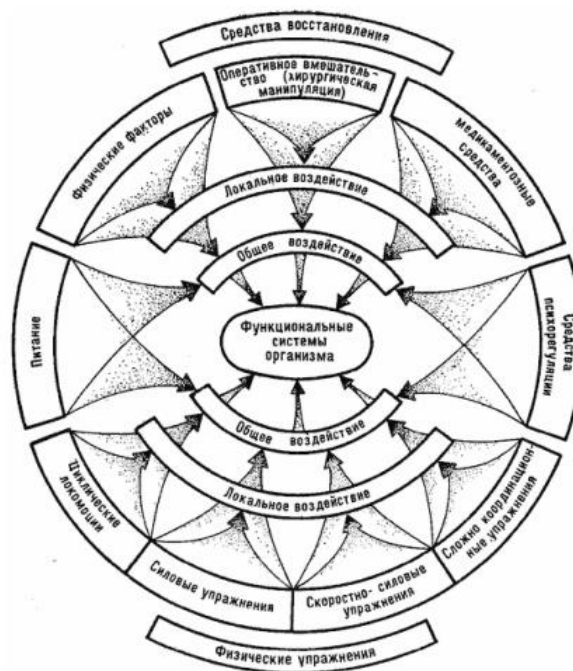 Средства восстановления
Оперативное вмешатель-
ство (хирургическая
манипуляция)
Физические факторы
медикаментозные
средства
Локальное воздействие
Общее воздействие
Питание
Функциональные
системы
организма
Средства
психорегуляции
Общее воздействие
Локальное воздействие
Циклические
локомоции
Силовые упражнения
Скоростно-силовые
упражнения
Сложно координацион-
ные упражнения
Физические упражнения